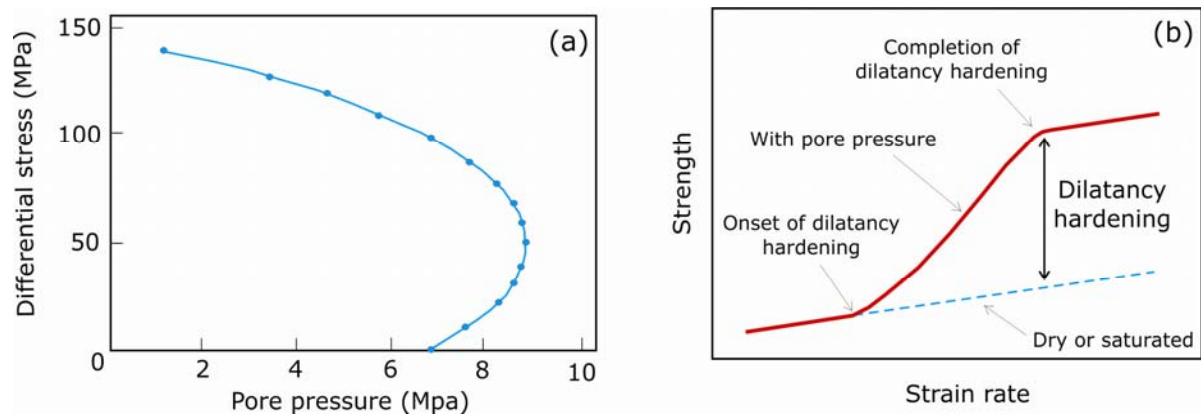 (a)
Differential stress (MPa)
150
100
50
0
2
4
6
8
10
Pore pressure (Mpa)
(b)
Completion of
dilatancy hardening
With pore pressure
Onset of dilatancy
hardening
Dilatancy
hardening
Dry or saturated
Strength
Strain rate